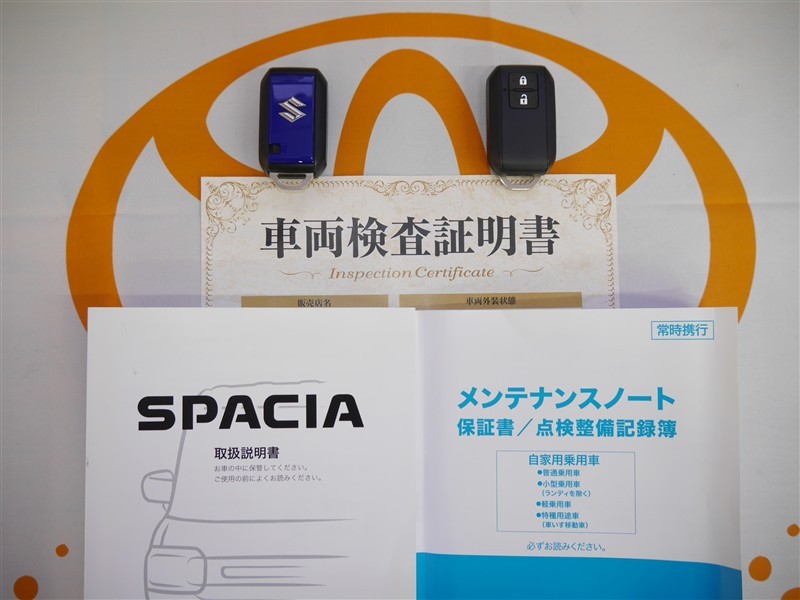 車両検査証明書
Inspection Certificate
販売店名
車両外装状態
SPACIA
取扱説明書
お車の中に保管してください。
ご使用の前によくお読みください。
常時携行
メンテナンスノート
保証書／点検整備記録簿
自家用乗用車
●普通乗用車
●小型乗用車
(ランディを除く)
●軽乗用車
●特種用途車
(車いす移動車)
必ずお読みください。